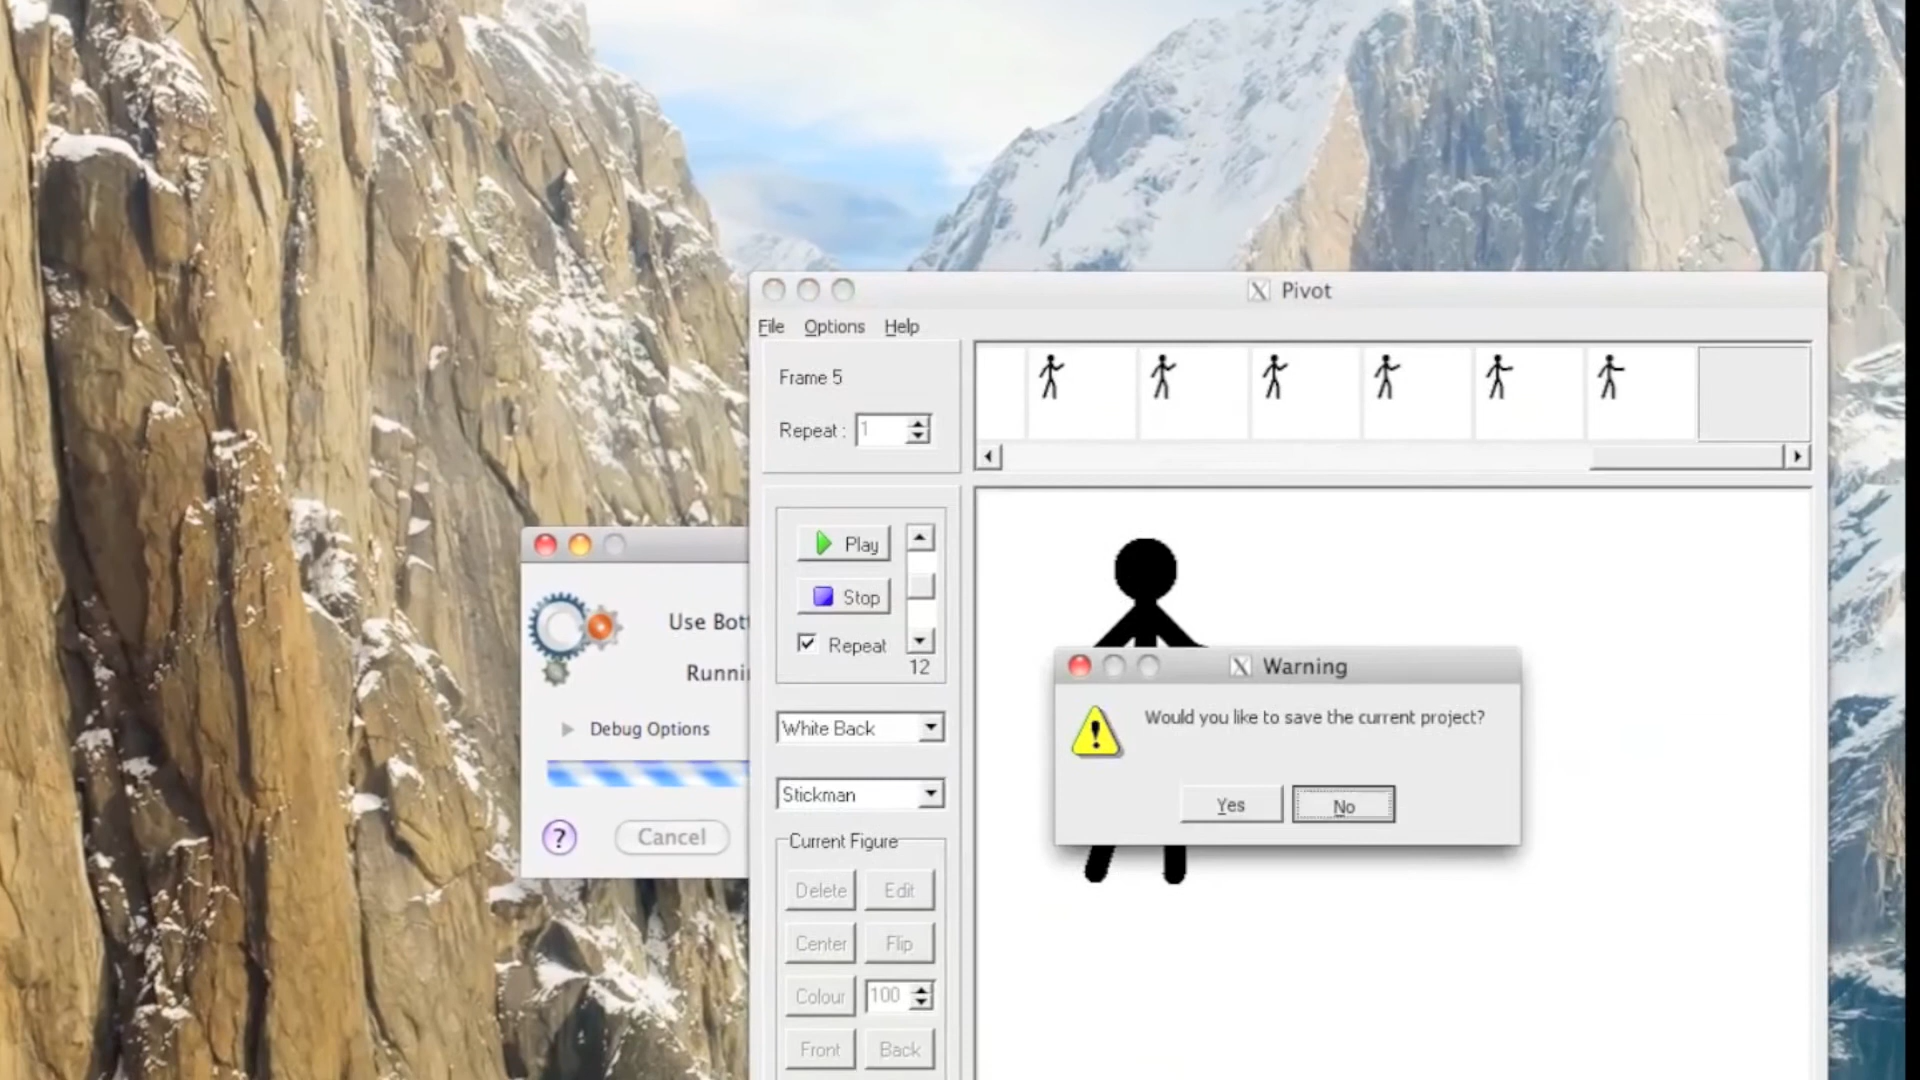 Pivot
File Options Help
Frame 5
Repeat : 1
Play
Stop
Repeat
12
White Back
Stickman
Current Figure
Delete Edit
Center Flip
Colour 100
Front Back
Warning
Would you like to save the current project?
Yes No
Use
Debug Options
? Cancel